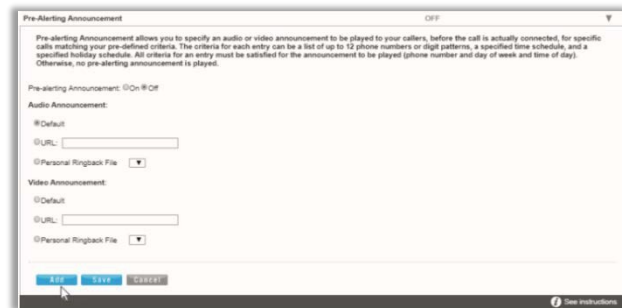 Pre-Alerting Announcement OFF
Pre-alerting Announcement allows you to specify an audio or video announcement to be played to your callers, before the call is actually connected, for specific
calls matching your pre-defined criteria. The criteria for each entry can be a list of up to 12 phone numbers or digit patterns, a specified time schedule, and a
specified holiday schedule. All criteria for an entry must be satisfied for the announcement to be played (phone number and day of week and time of day).
Otherwise, no pre-alerting announcement is played.
Pre-alerting Announcement: On Off
Audio Announcement:
Default
URL:
Personal Ringback File
Video Announcement:
Default
URL:
Personal Ringback File
Add Save Cancel
See instructions